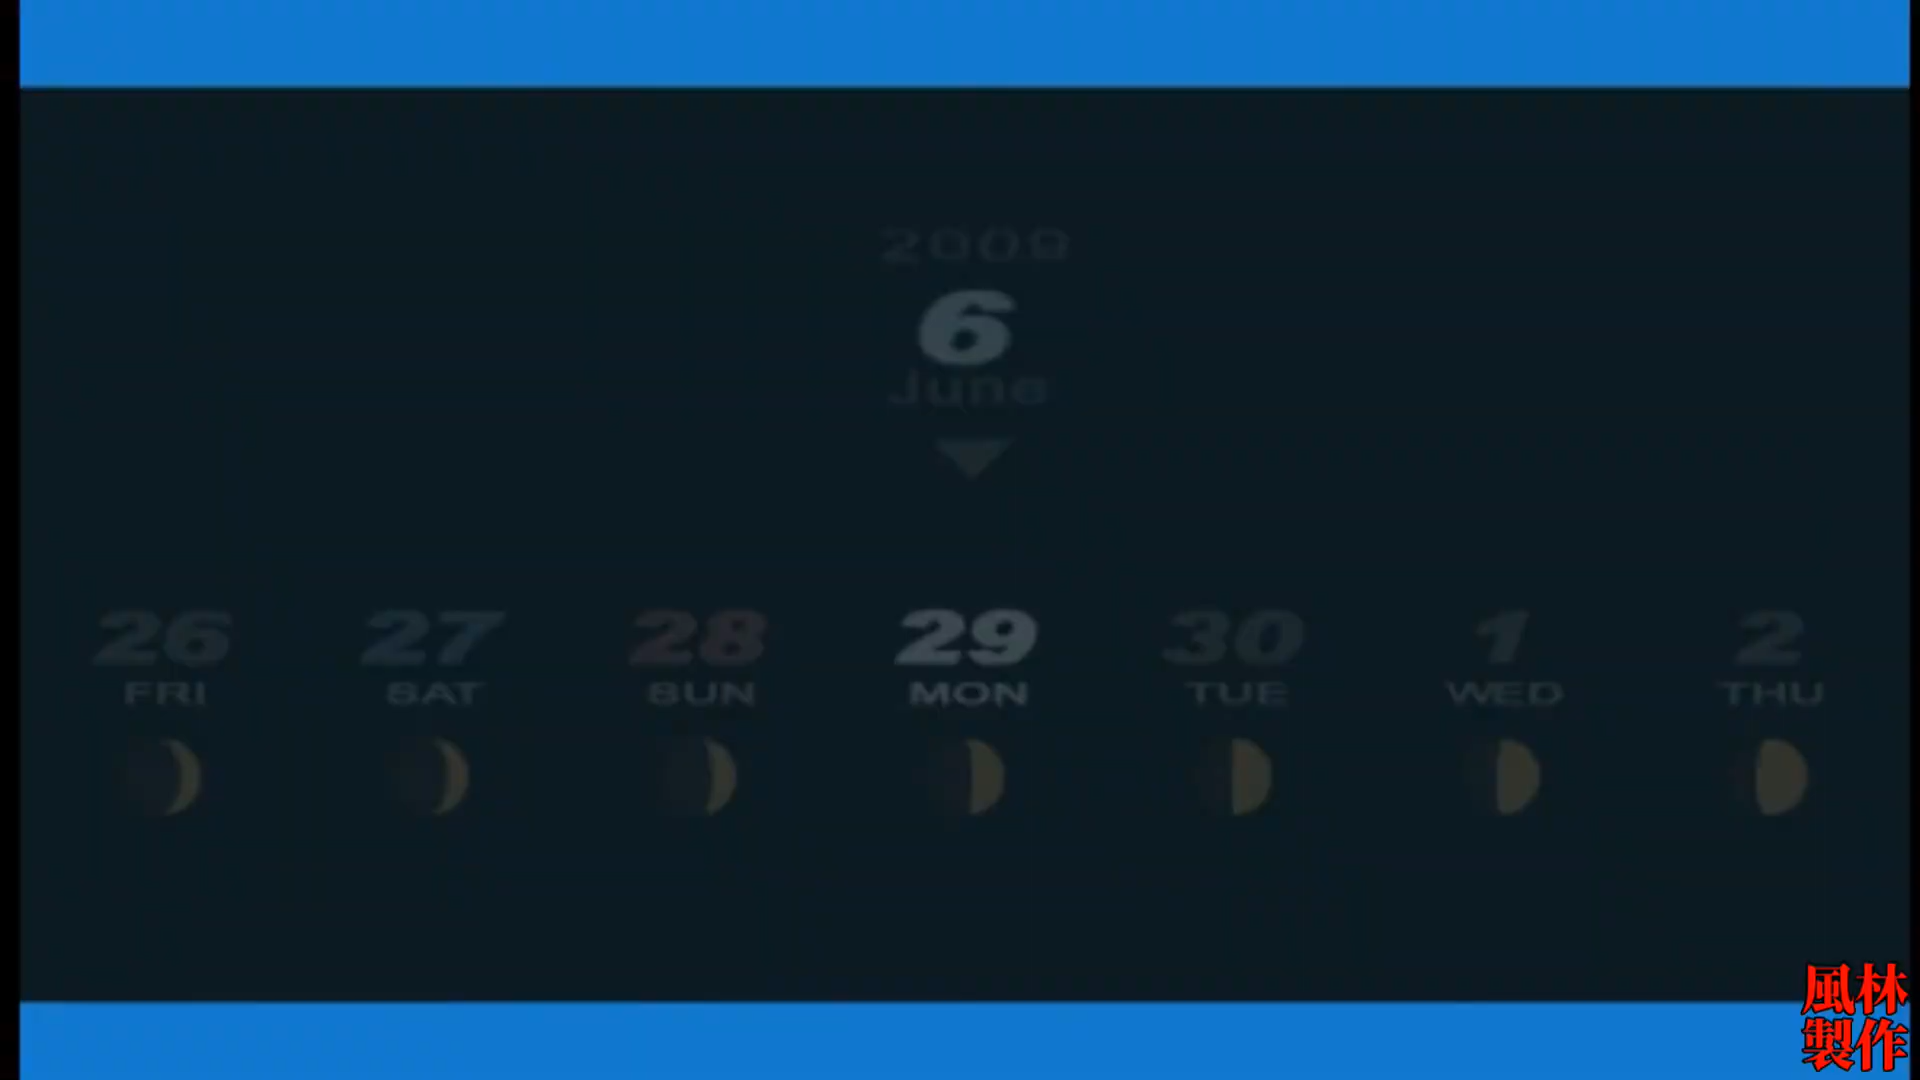 2009
6
June
26 27 28 29 30 1 2
FRI SAT SUN MON TUE WED THU
風林
製作